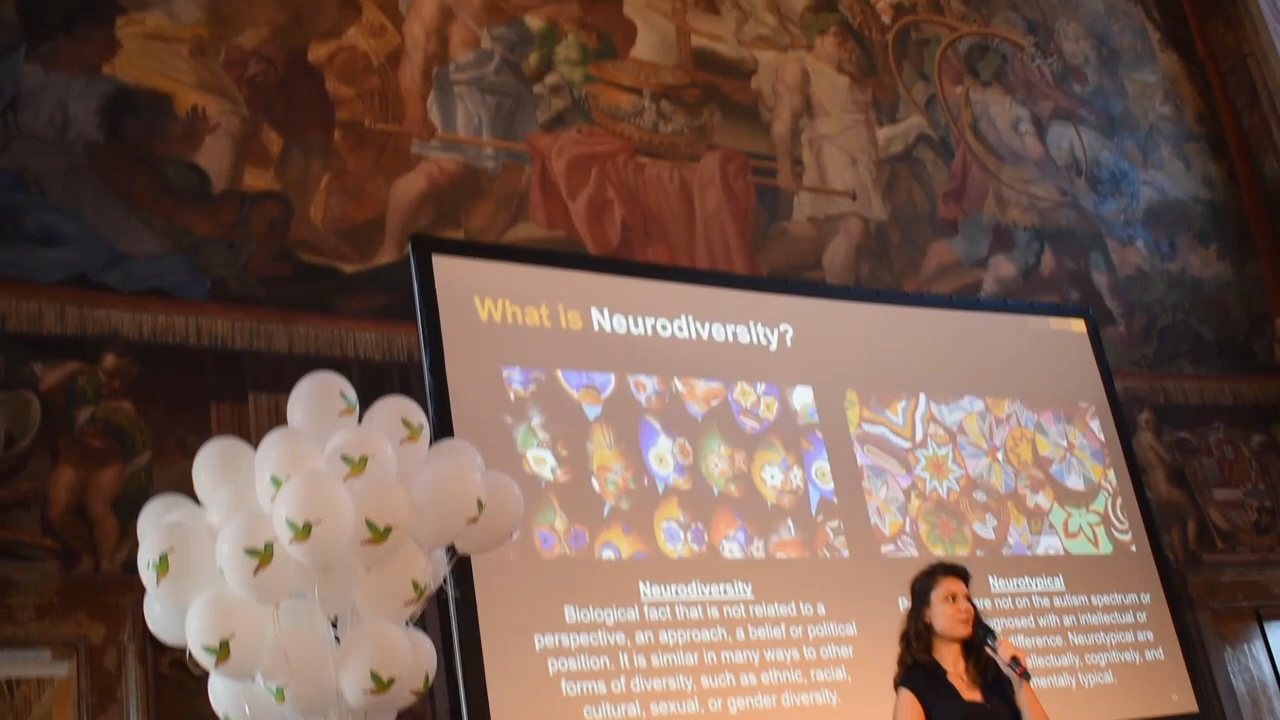 What is Neurodiversity?
Neurodiversity
Biological fact that is not related to a
perspective, an approach, a belief or political
position. It is similar in many ways to other
forms of diversity, such as ethnic, racial,
cultural, sexual, or gender diversity.
Neurotypical
are not on the autism spectrum or
intellectual or
difference. Neurotypical are
cognitively, and
typical.